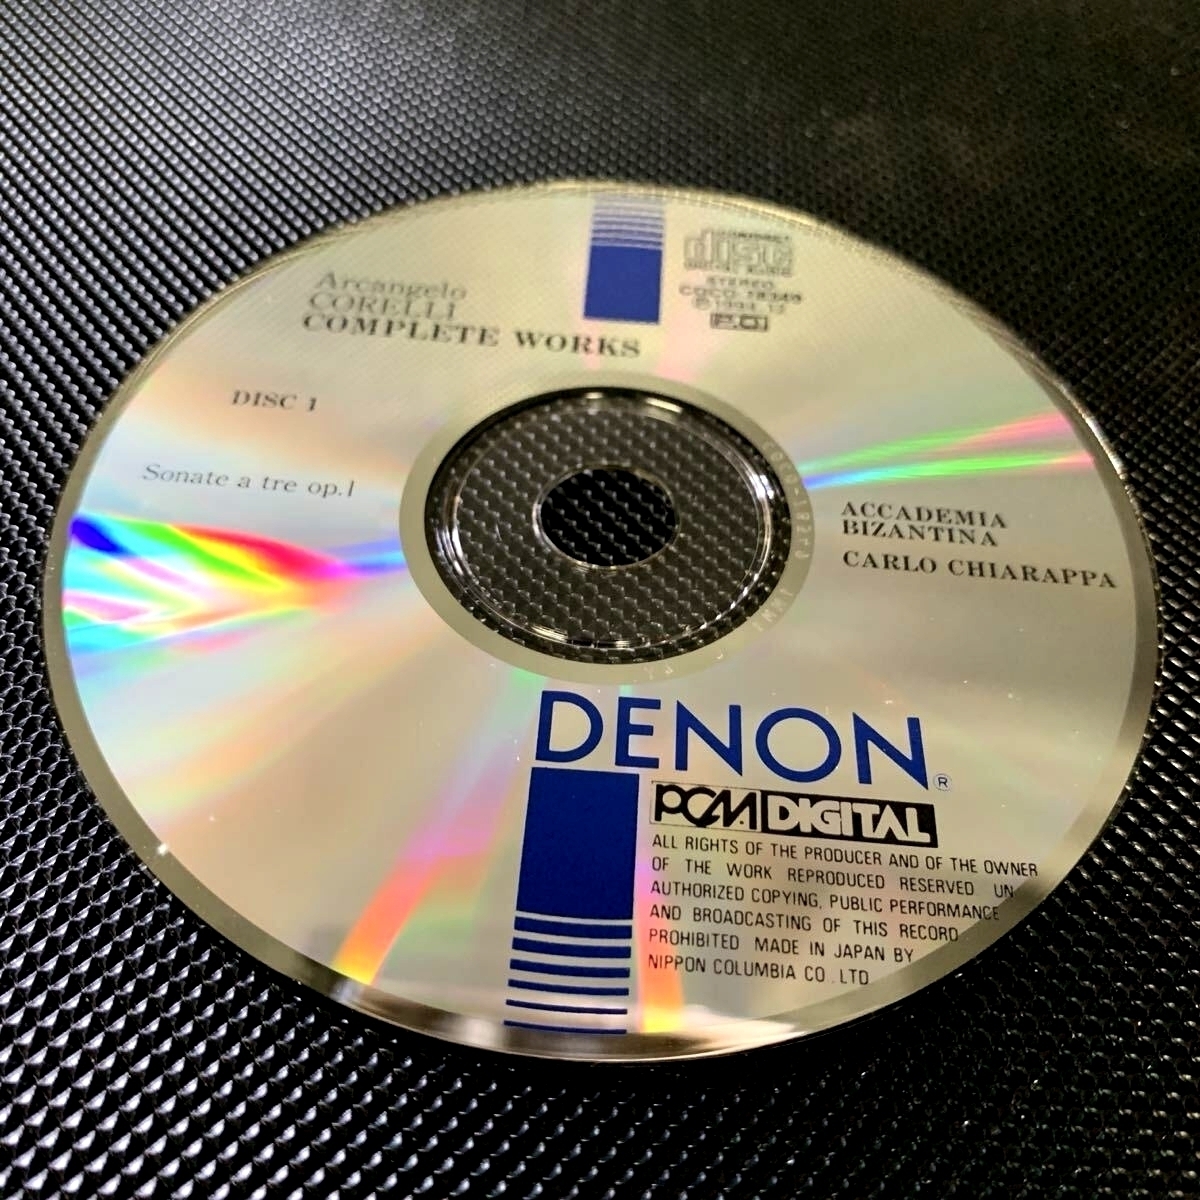 Arcangelo
CORELLI
COMPLETE WORKS
DISC 1
Sonate a tre op.1
disc
STEREO
ACCADEMIA
BIZANTINA
CARLO CHIARAPPA
DENON®
PCM DIGITAL
ALL RIGHTS OF THE PRODUCER AND OF THE OWNER
OF THE WORK REPRODUCED RESERVED UN
AUTHORIZED COPYING, PUBLIC PERFORMANCE
AND BROADCASTING OF THIS RECORD
PROHIBITED MADE IN JAPAN BY
NIPPON COLUMBIA CO., LTD.